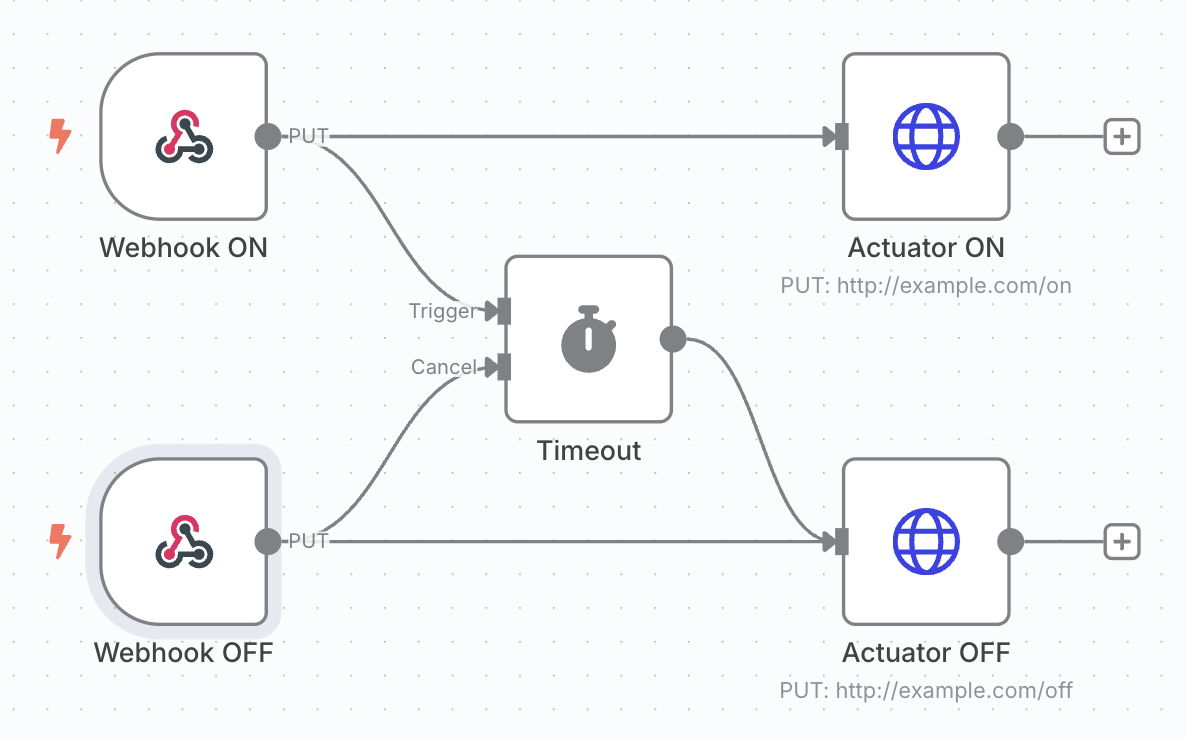 PUT
Webhook ON
Actuator ON
PUT: http://example.com/on
Trigger
Cancel
Timeout
PUT
Webhook OFF
Actuator OFF
PUT: http://example.com/off